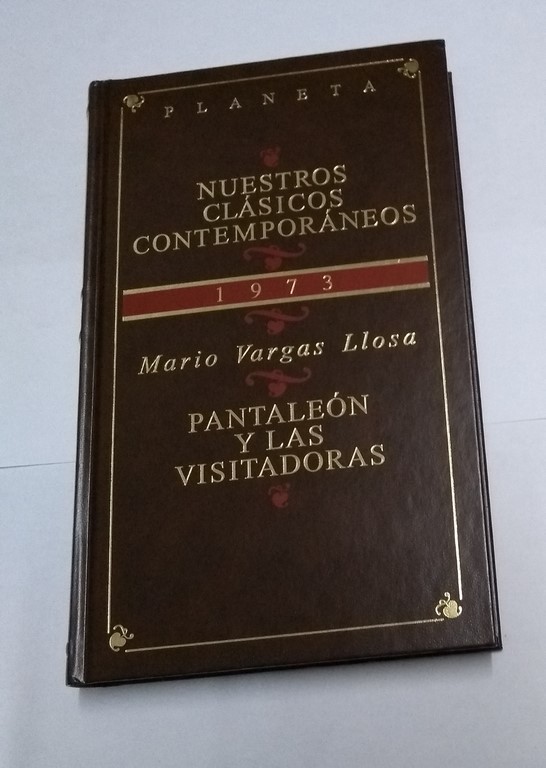 PLANETA
NUESTROS
CLÁSICOS
CONTEMPORÁNEOS
1973
Mario Vargas Llosa
PANTALEÓN
Y LAS
VISITADORAS